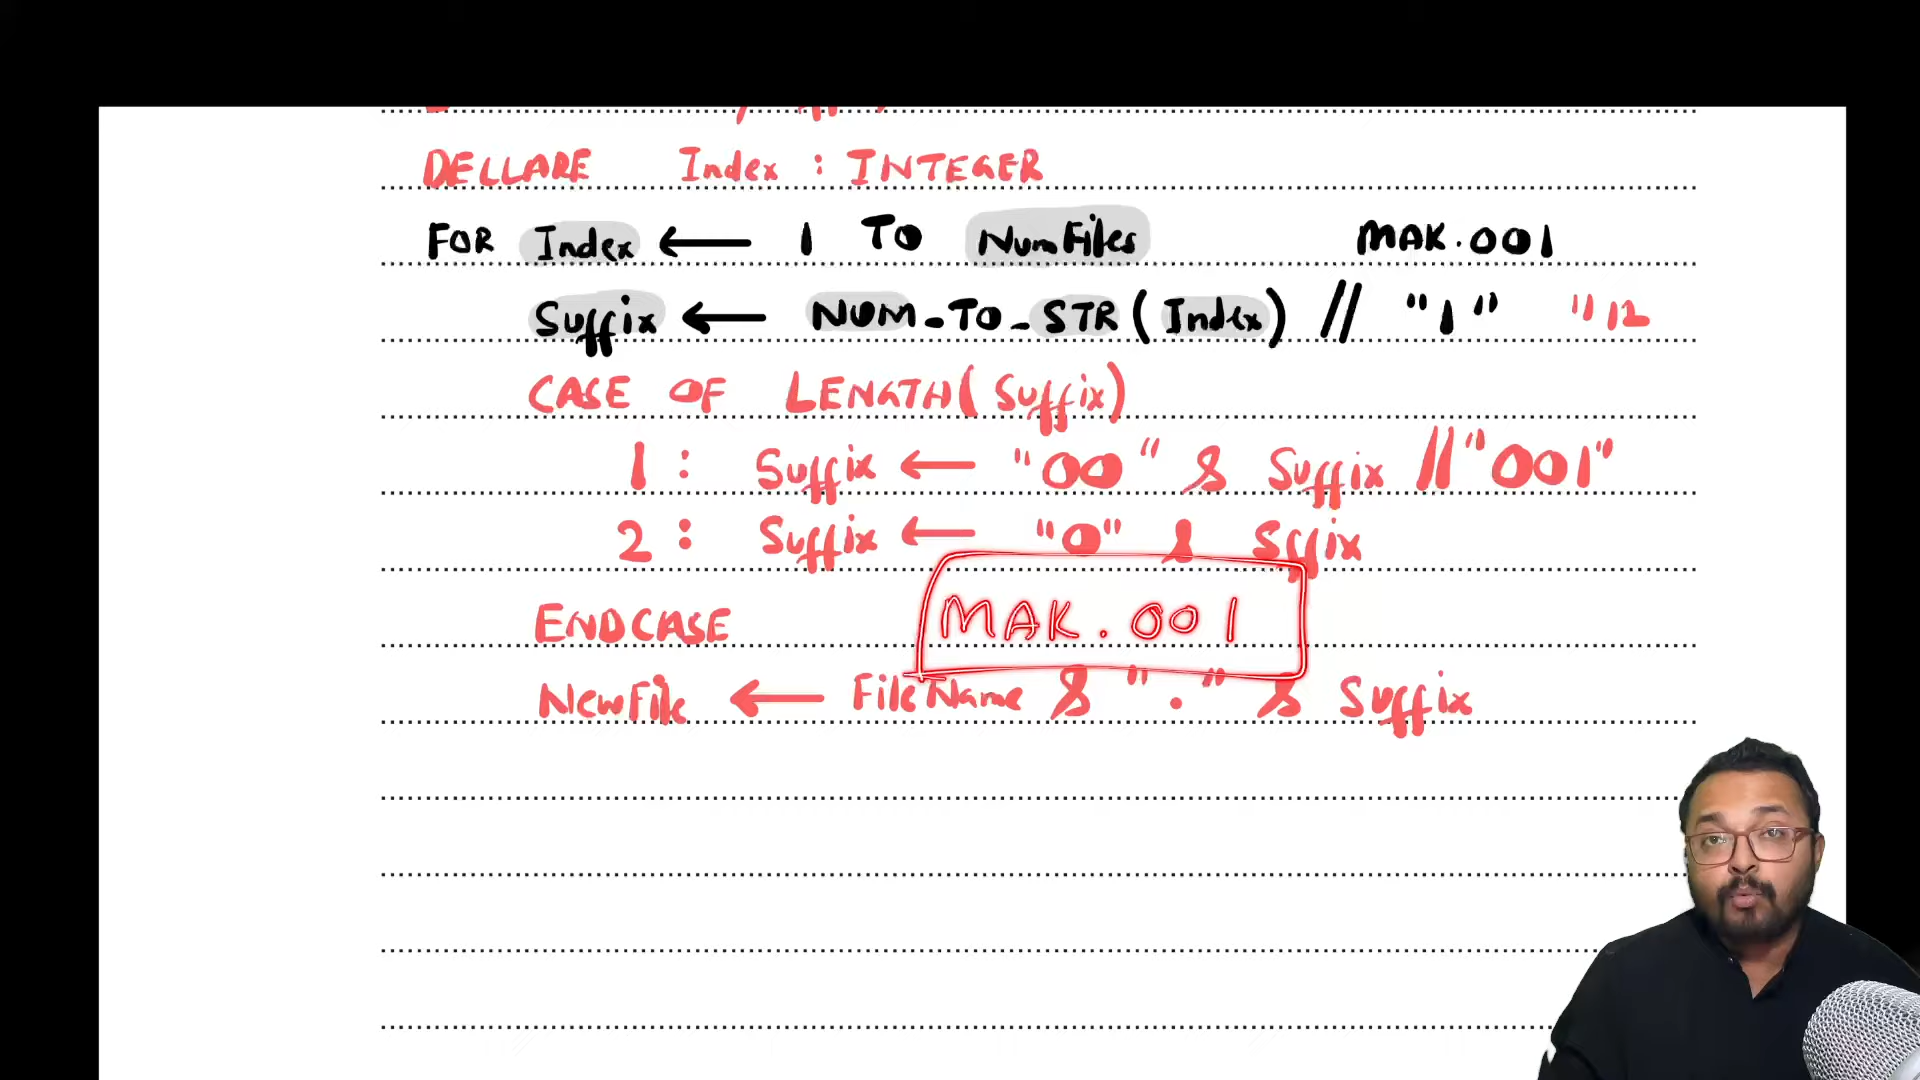 DELLARE Index : INTEGER
FOR Index ← 1 TO NumFiles MAK.001
Suffix ← NUM_TO_STR(Index) // "1" "12
CASE OF LENGTH(Suffix)
1 : Suffix ← "00" & Suffix // "001"
2 : Suffix ← "0" & Sffix
ENDCASE MAK.001
NewFile ← FileName & "." & Suffix